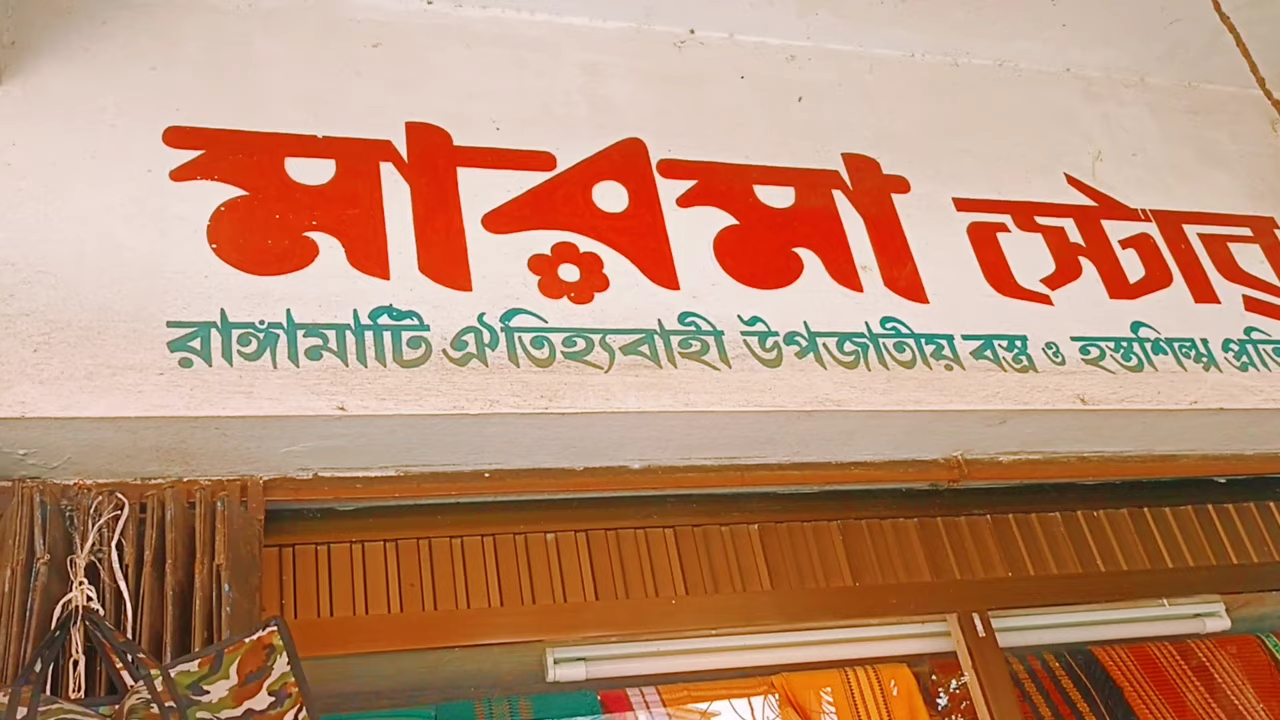 মারমা স্টোর
রাঙ্গামাটি ঐতিহ্যবাহী উপজাতীয় বস্ত্র ও হস্তশিল্প